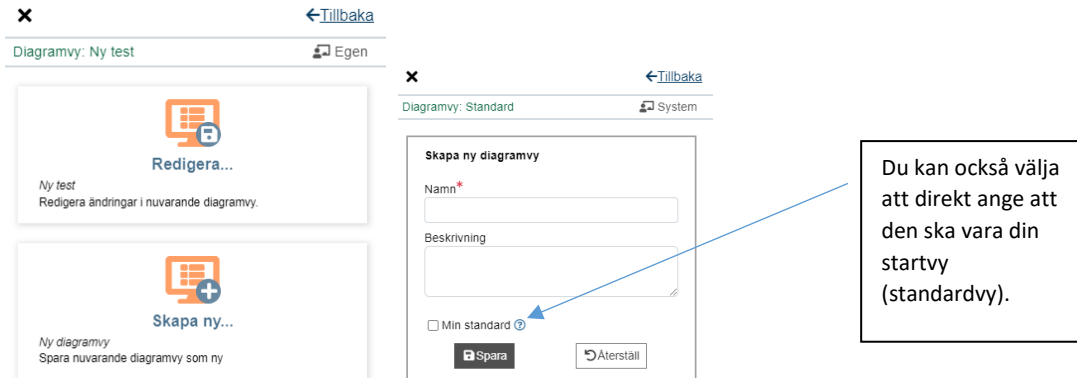 ←Tillbaka
Diagramvy: Ny test
Egen
Redigera...
Ny test
Redigera ändringar i nuvarande diagramvy.
Skapa ny...
Ny diagramvy
Spara nuvarande diagramvy som ny
←Tillbaka
Diagramvy: Standard
System
Skapa ny diagramvy
Namn*
Beskrivning
Min standard ?
Spara
Återställ
Du kan också välja
att direkt ange att
den ska vara din
startvy
(standardvy).